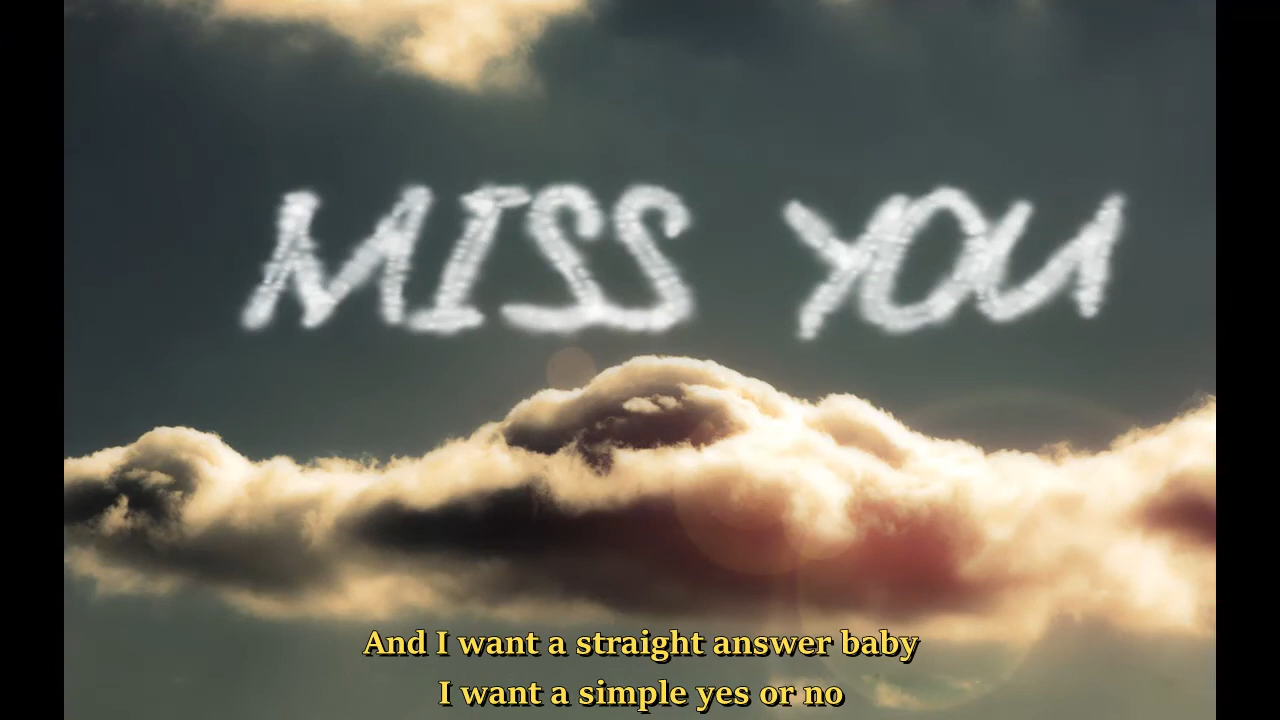 MISS YOU
And I want a straight answer baby
I want a simple yes or no